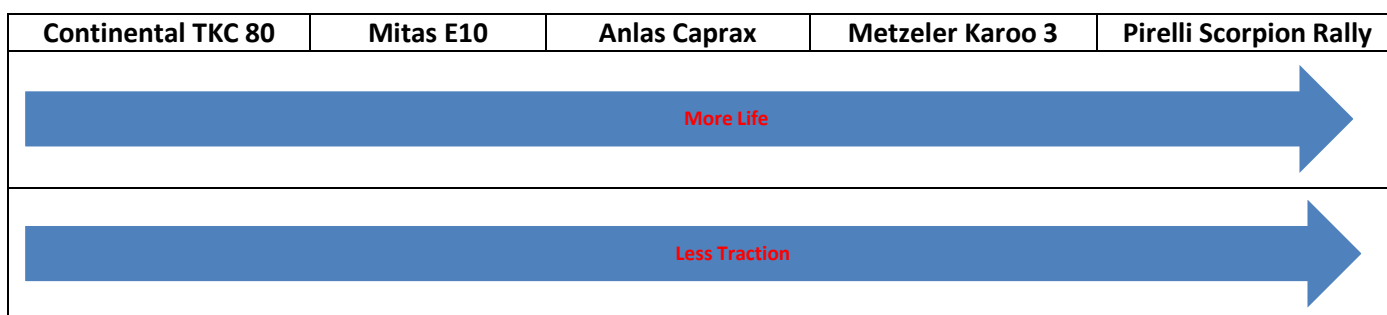 Continental TKC 80 Mitas E10 Anlas Caprax Metzeler Karoo 3 Pirelli Scorpion Rally
More Life
Less Traction